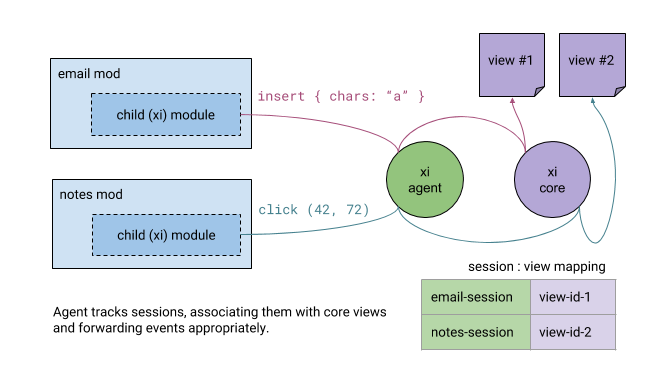 email mod
child (xi) module
insert { chars: “a” }
view #1
view #2
xi
agent
xi
core
notes mod
child (xi) module
click (42, 72)
session : view mapping
email-session
view-id-1
notes-session
view-id-2
Agent tracks sessions, associating them with core views
and forwarding events appropriately.